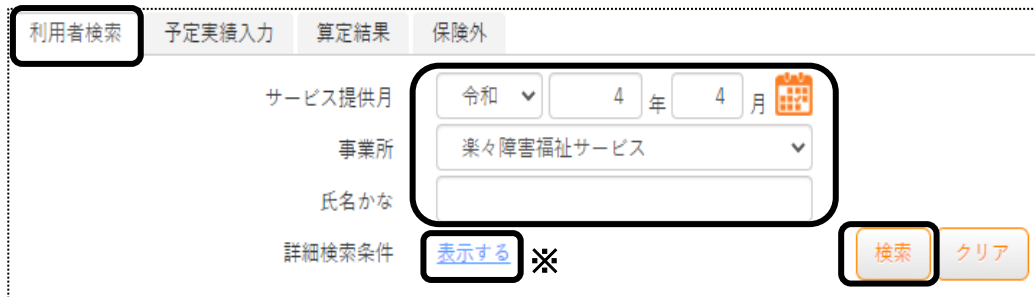 利用者検索 予定実績入力 算定結果 保険外
サービス提供月 令和 4 年 4 月
事業所 楽々障害福祉サービス
氏名かな
詳細検索条件 表示する ※ 検索 クリア